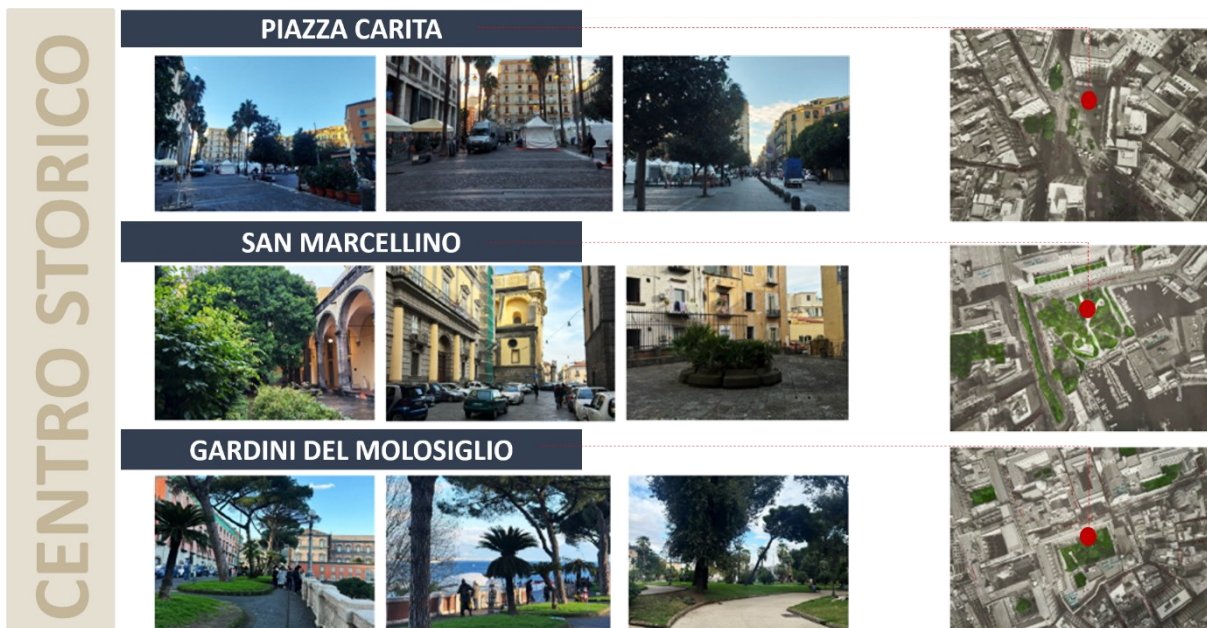 CENTRO STORICO
PIAZZA CARITA
SAN MARCELLINO
GARDINI DEL MOLOSIGLIO